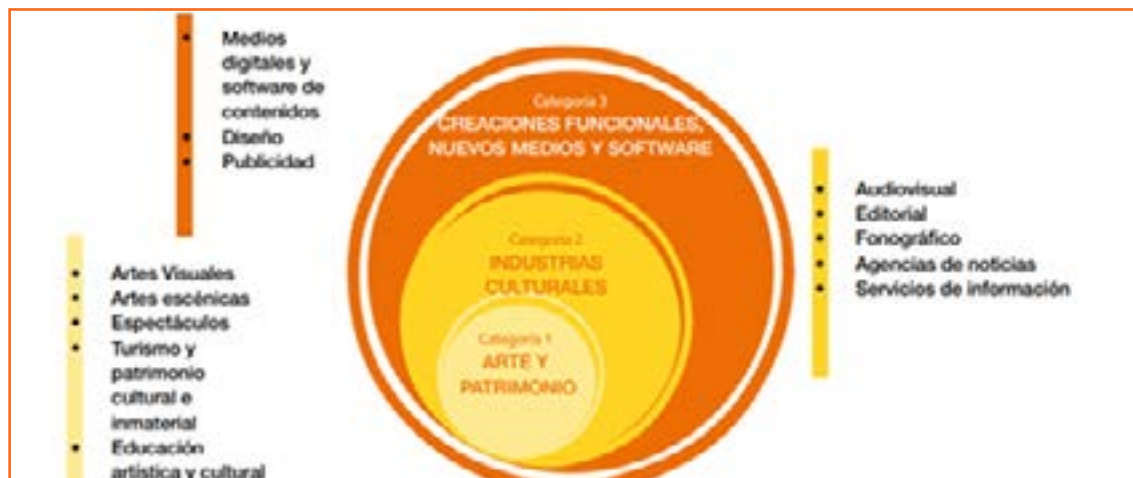 Medios
digitales y
software de
contenidos
Diseño
Publicidad
Artes Visuales
Artes escénicas
Espectáculos
Turismo y
patrimonio
cultural e
inmaterial
Educación
artística y cultural
Categoría 3
CREACIONES FUNCIONALES,
NUEVOS MEDIOS Y SOFTWARE
Categoría 2
INDUSTRIAS
CULTURALES
Categoría 1
ARTE Y
PATRIMONIO
Audiovisual
Editorial
Fonográfico
Agencias de noticias
Servicios de información